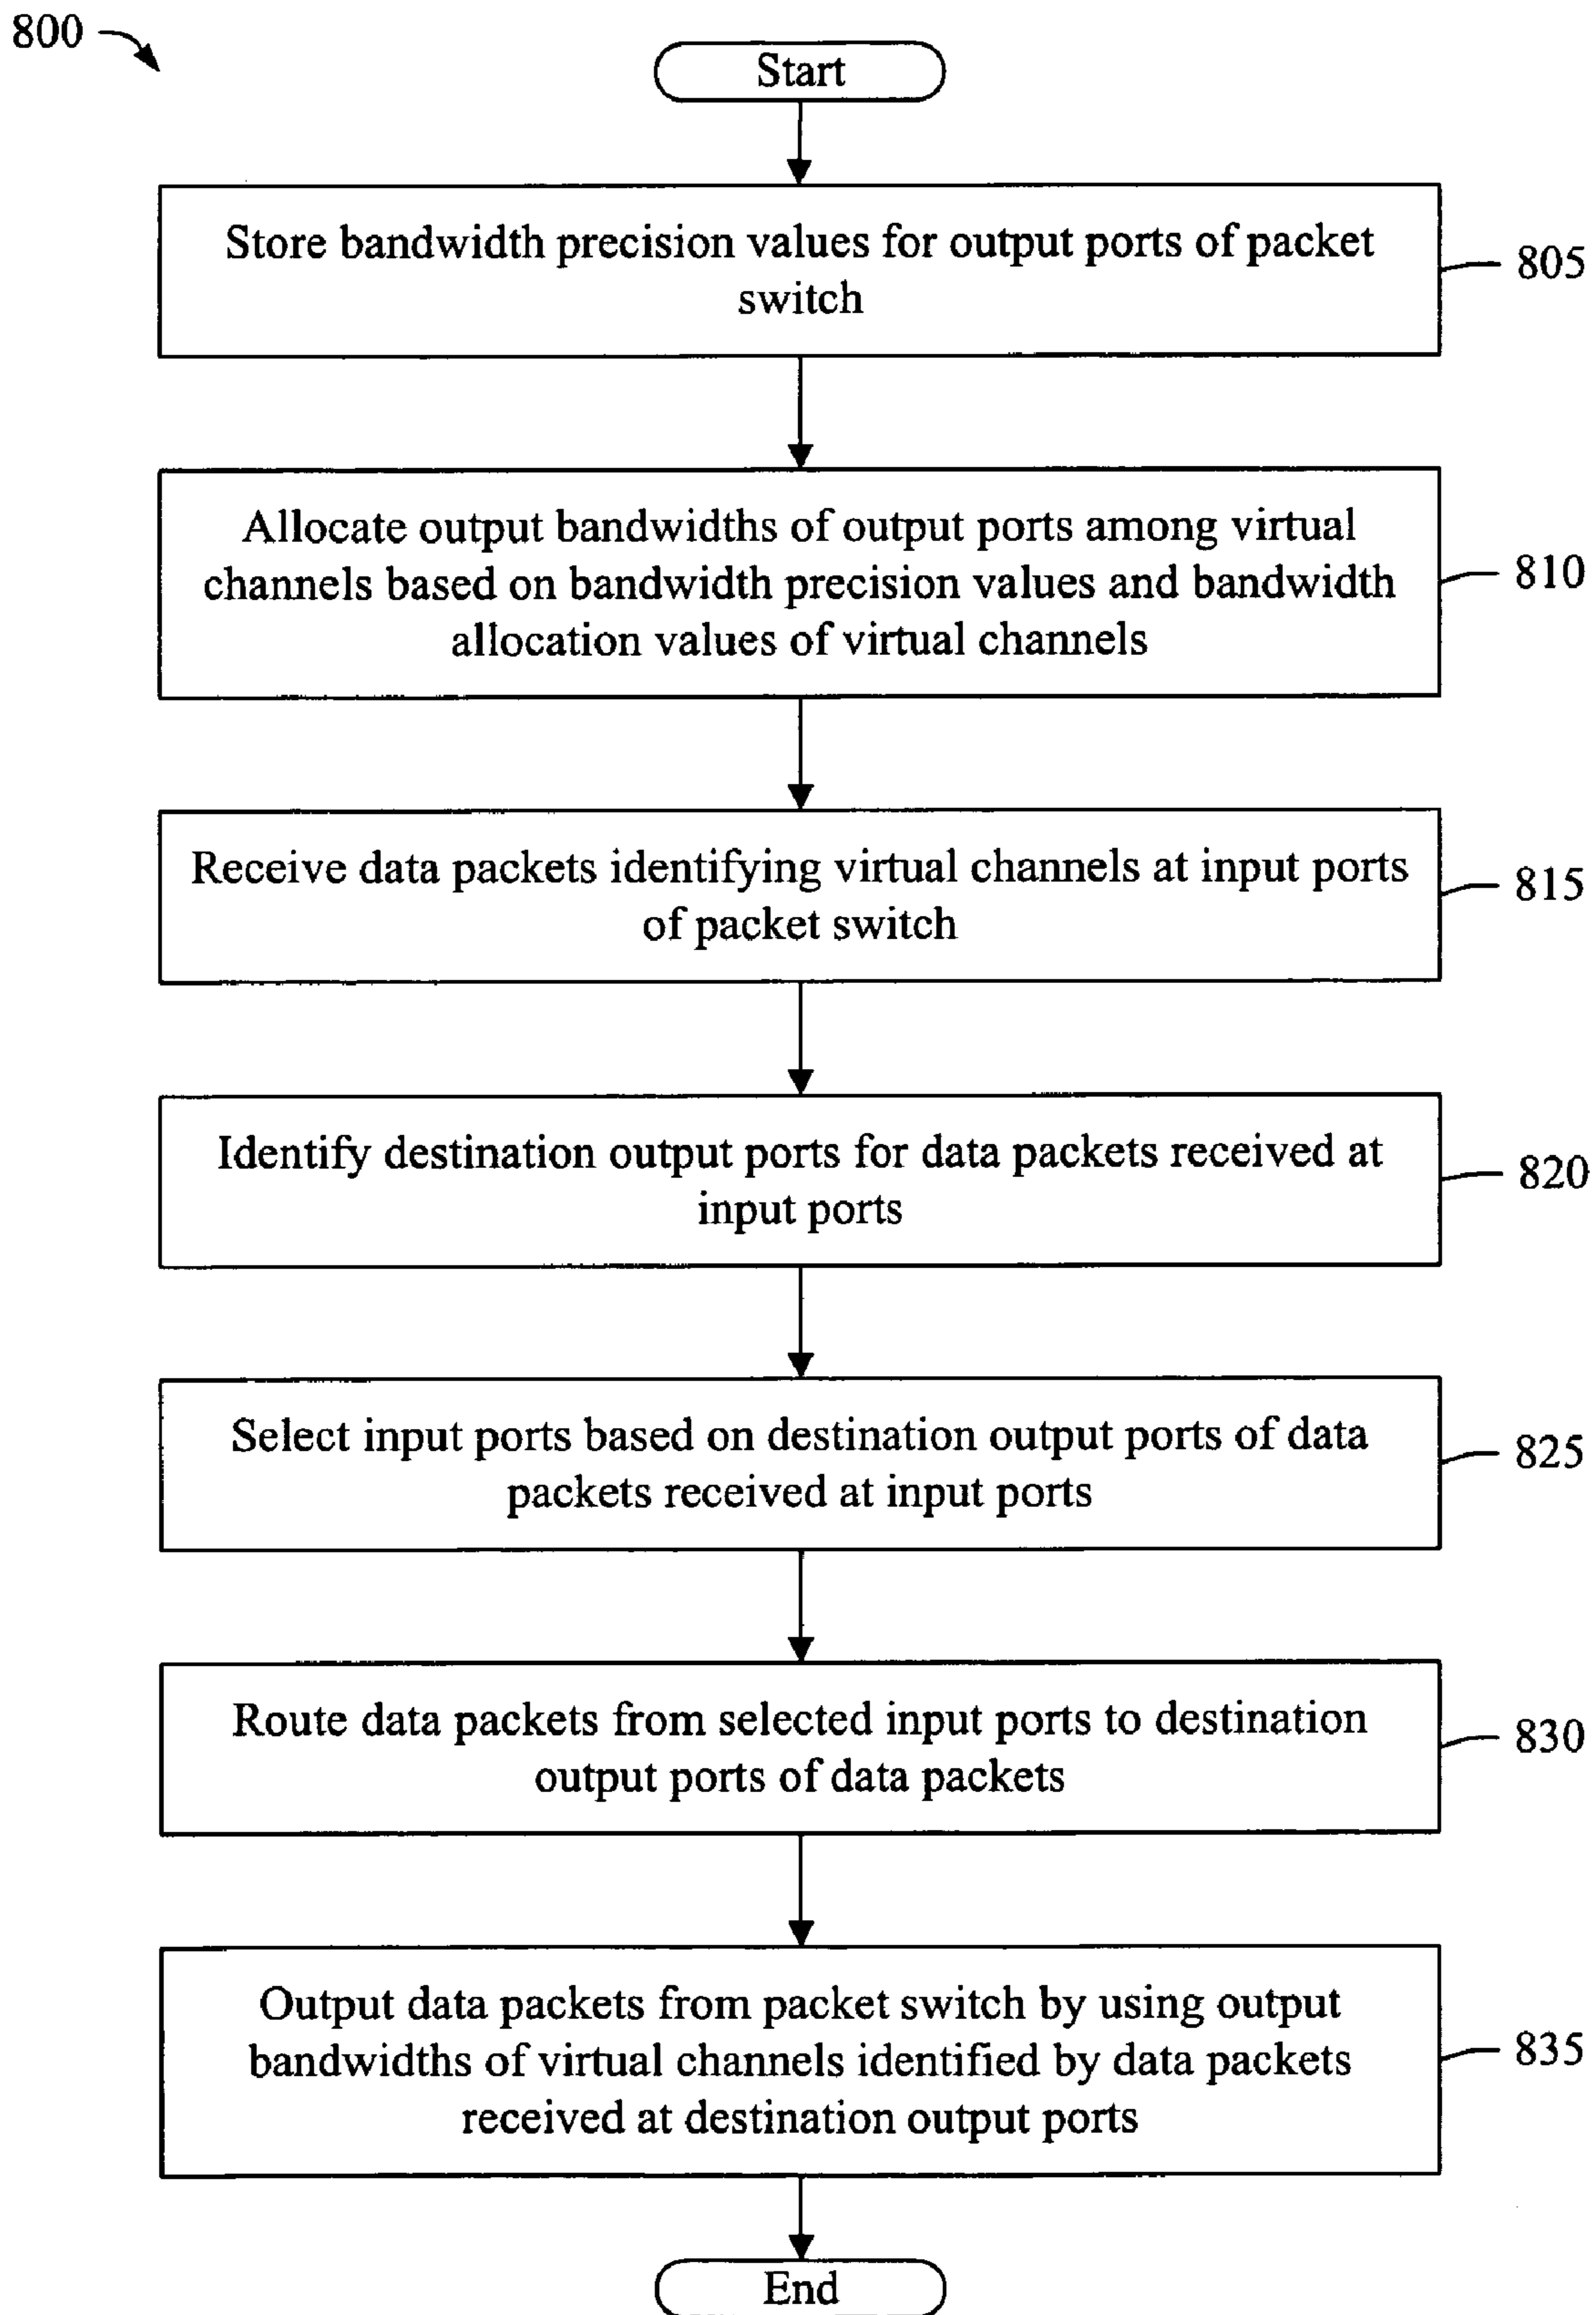 800
Start
Store bandwidth precision values for output ports of packet
switch
805
Allocate output bandwidths of output ports among virtual
channels based on bandwidth precision values and bandwidth
allocation values of virtual channels
810
Receive data packets identifying virtual channels at input ports
of packet switch
815
Identify destination output ports for data packets received at
input ports
820
Select input ports based on destination output ports of data
packets received at input ports
825
Route data packets from selected input ports to destination
output ports of data packets
830
Output data packets from packet switch by using output
bandwidths of virtual channels identified by data packets
received at destination output ports
835
End